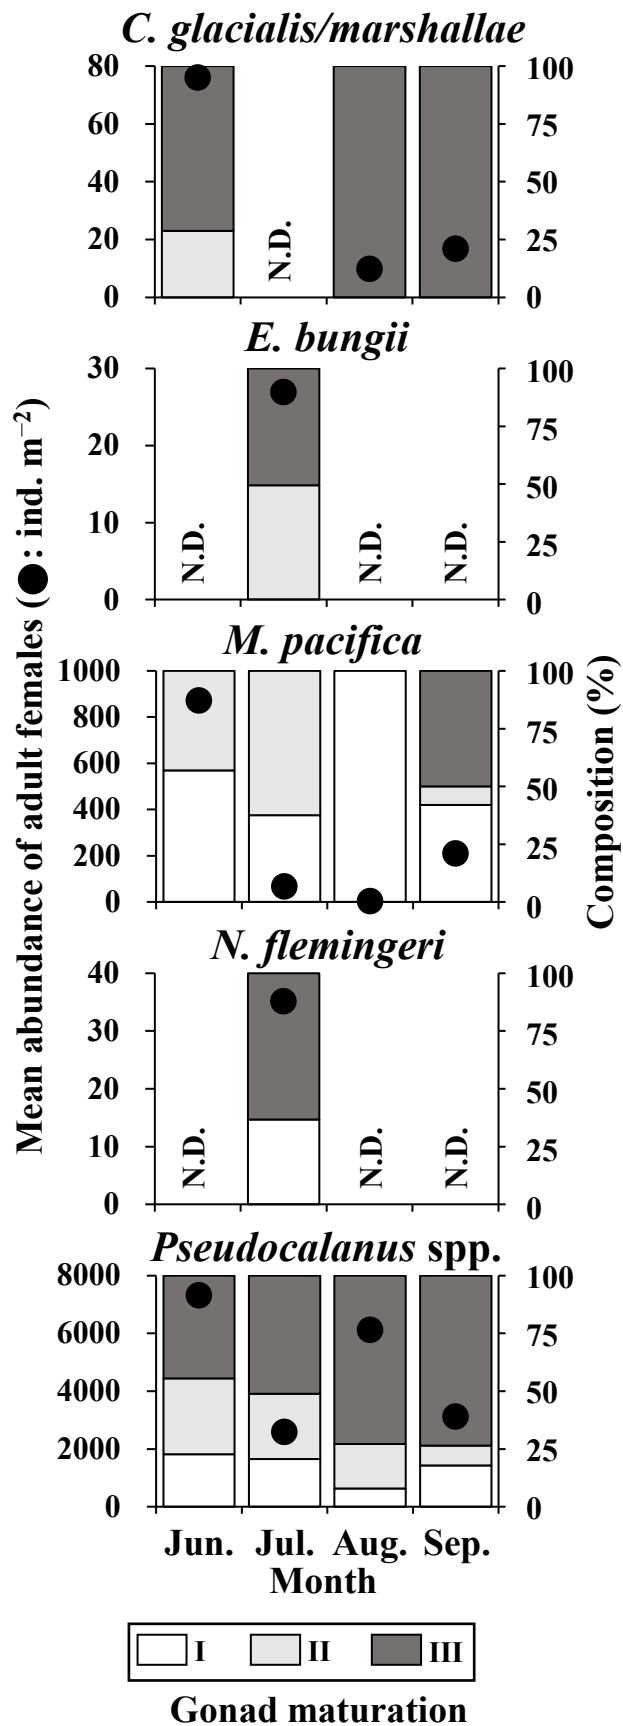 C. glacialis/marshallae
80
60
40
20
0
100
75
50
25
0
N.D.
E. bungii
30
20
10
0
100
75
50
25
0
N.D.
N.D.
N.D.
M. pacifica
1000
800
600
400
200
0
100
75
50
25
0
N. flemingeri
40
30
20
10
0
100
75
50
25
0
N.D.
N.D.
N.D.
Pseudocalanus spp.
8000
6000
4000
2000
0
100
75
50
25
0
Mean abundance of adult females (●: ind. m−2)
Composition (%)
Jun. Jul. Aug. Sep.
Month
I II III
Gonad maturation